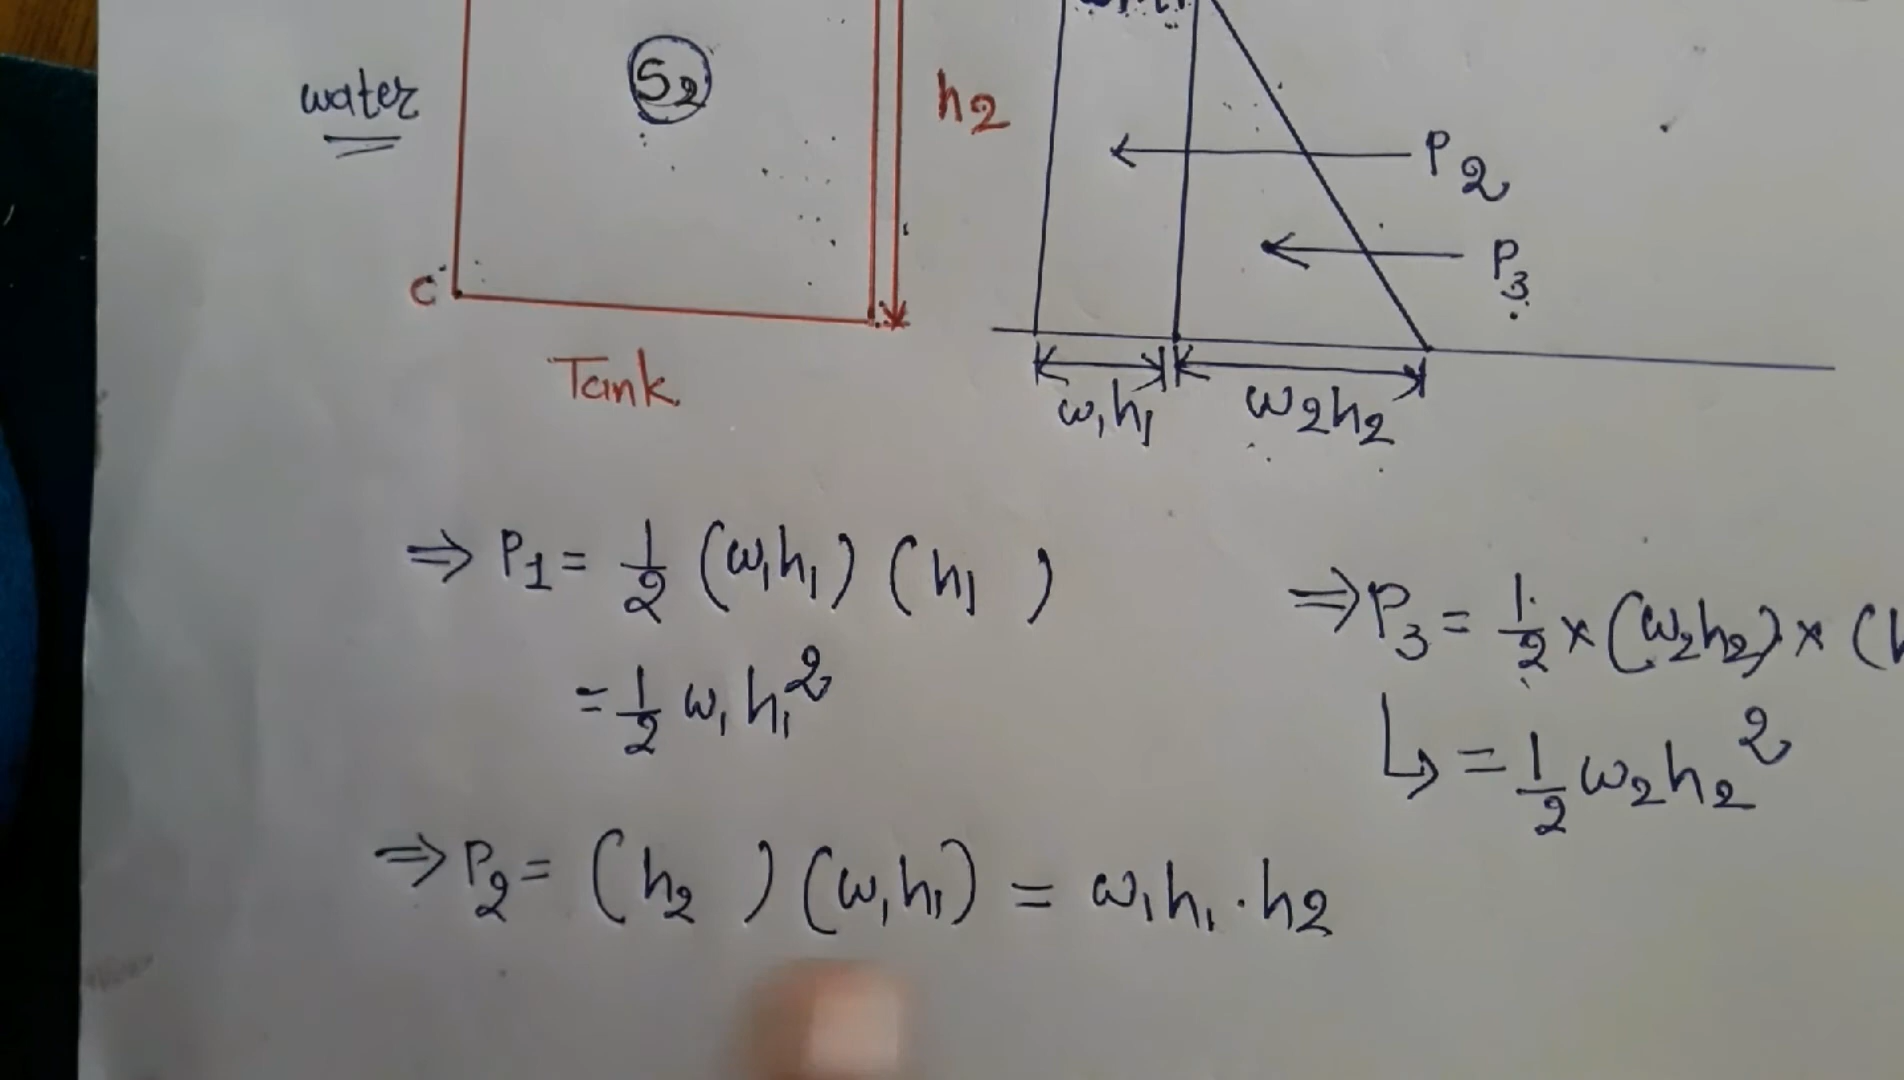 S2
water
h2
P2
P3
C
Tank
w1h1
w2h2
⇒ P1 = 1/2 (w1h1) (h1 )
= 1/2 w1 h1²
⇒ P3 = 1/2 × (w2h2) × (
↳ = 1/2 w2h2²
⇒ P2 = (h2 ) (w1h1) = w1h1 . h2